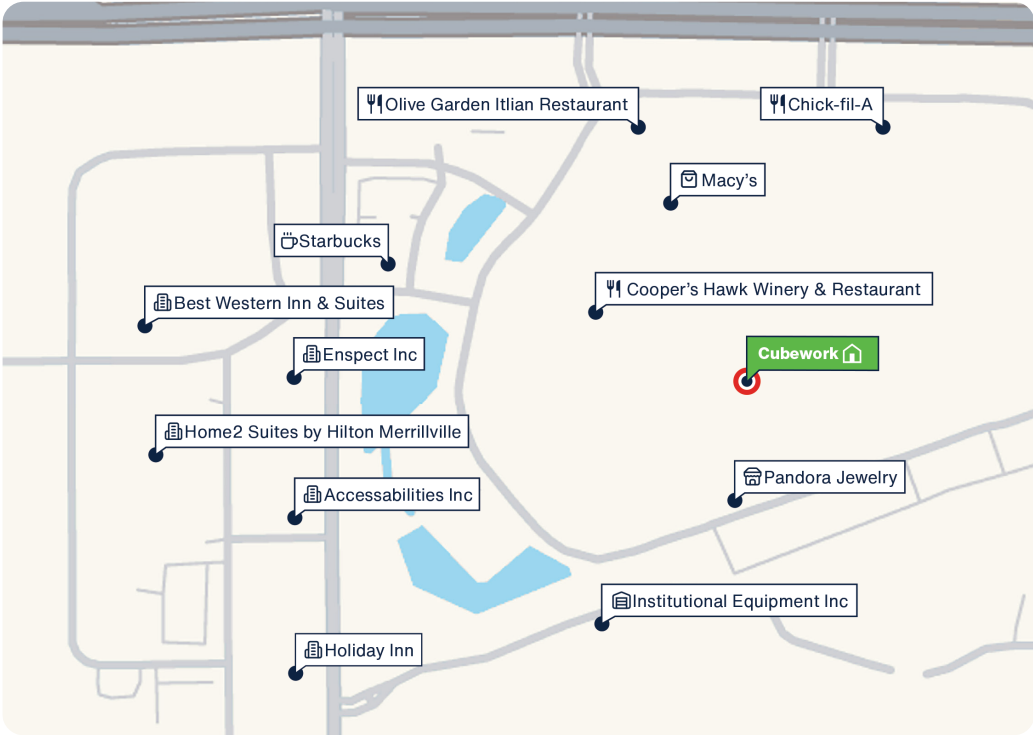 Olive Garden Itlian Restaurant
Chick-fil-A
Macy's
Starbucks
Cooper's Hawk Winery & Restaurant
Best Western Inn & Suites
Enspect Inc
Cubework
Home2 Suites by Hilton Merrillville
Pandora Jewelry
Accessabilities Inc
Institutional Equipment Inc
Holiday Inn